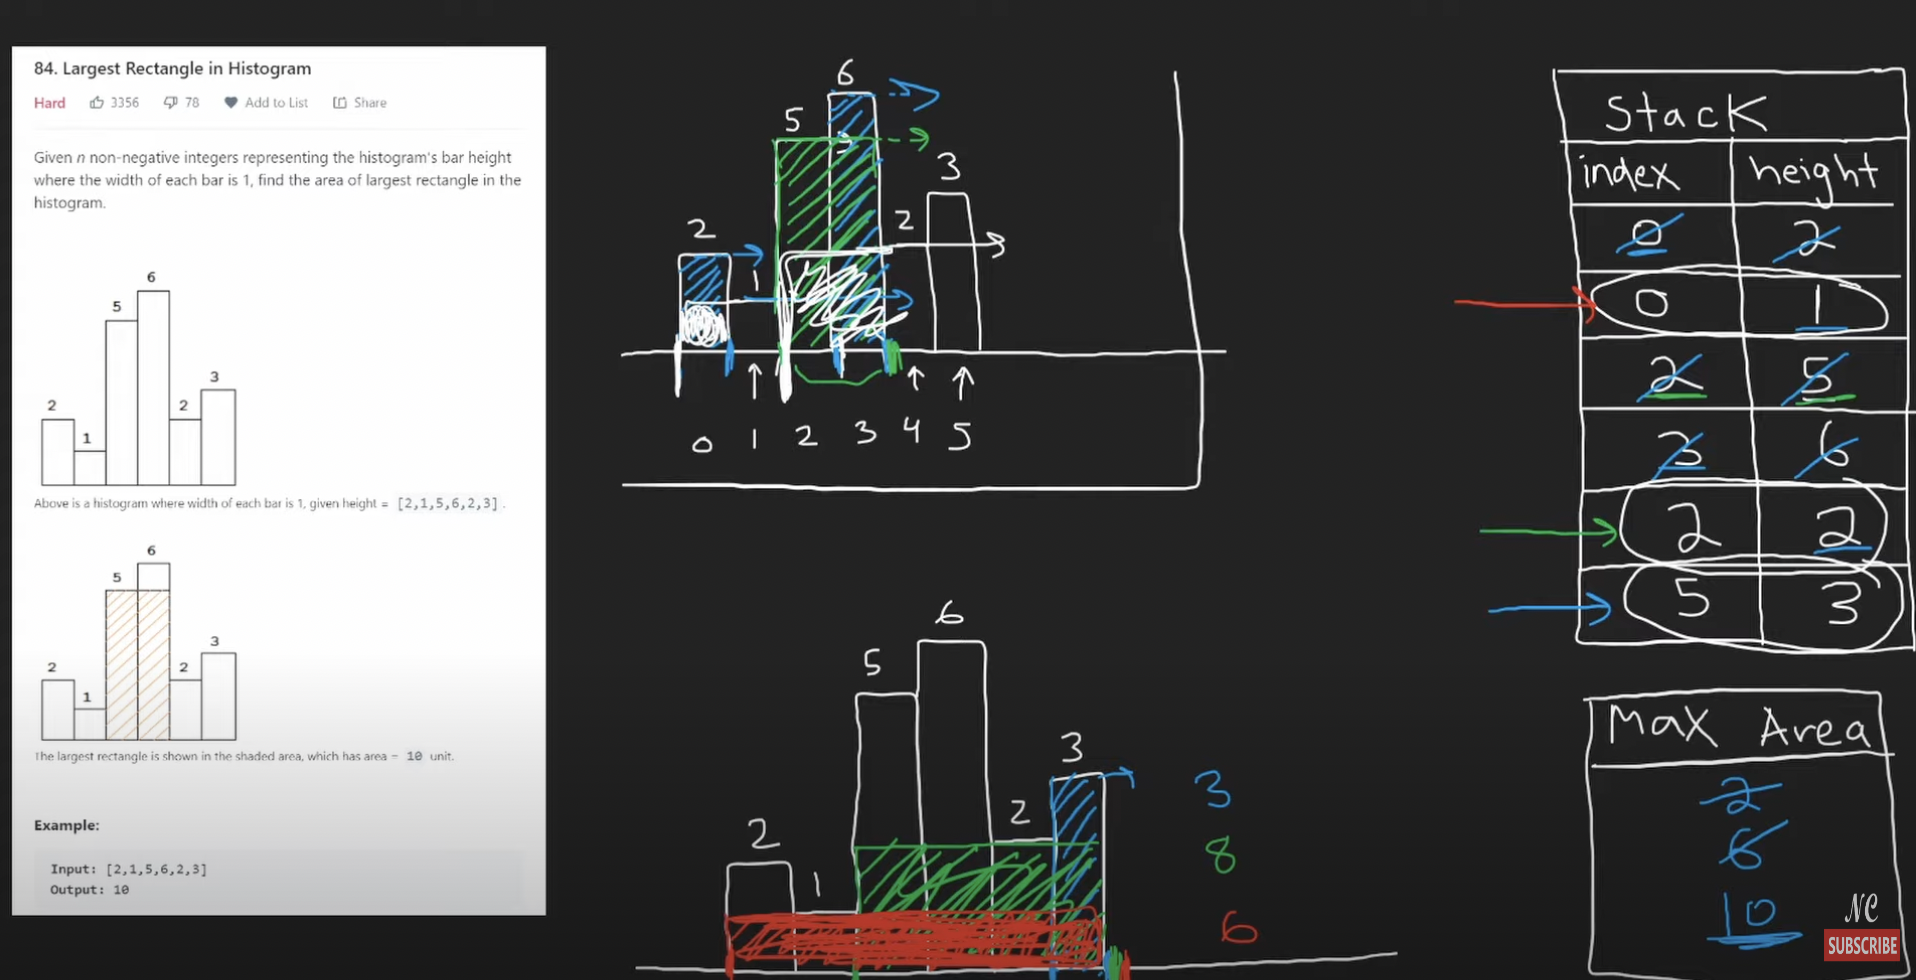 84. Largest Rectangle in Histogram
Hard 3356 78 Add to List Share
Given n non-negative integers representing the histogram's bar height
where the width of each bar is 1, find the area of largest rectangle in the
histogram.
6
5
3
2
2
1
Above is a histogram where width of each bar is 1, given height = [2,1,5,6,2,3].
6
5
3
2
2
1
The largest rectangle is shown in the shaded area, which has area = 10 unit.
Example:
Input: [2,1,5,6,2,3]
Output: 10
6
5
3
2
2
1
0 1 2 3 4 5
6
5
3
2
2
1
3
8
6
Stack
index height
0 2
0 1
2 5
3 6
2 2
5 3
Max Area
2
6
10
NC
SUBSCRIBE